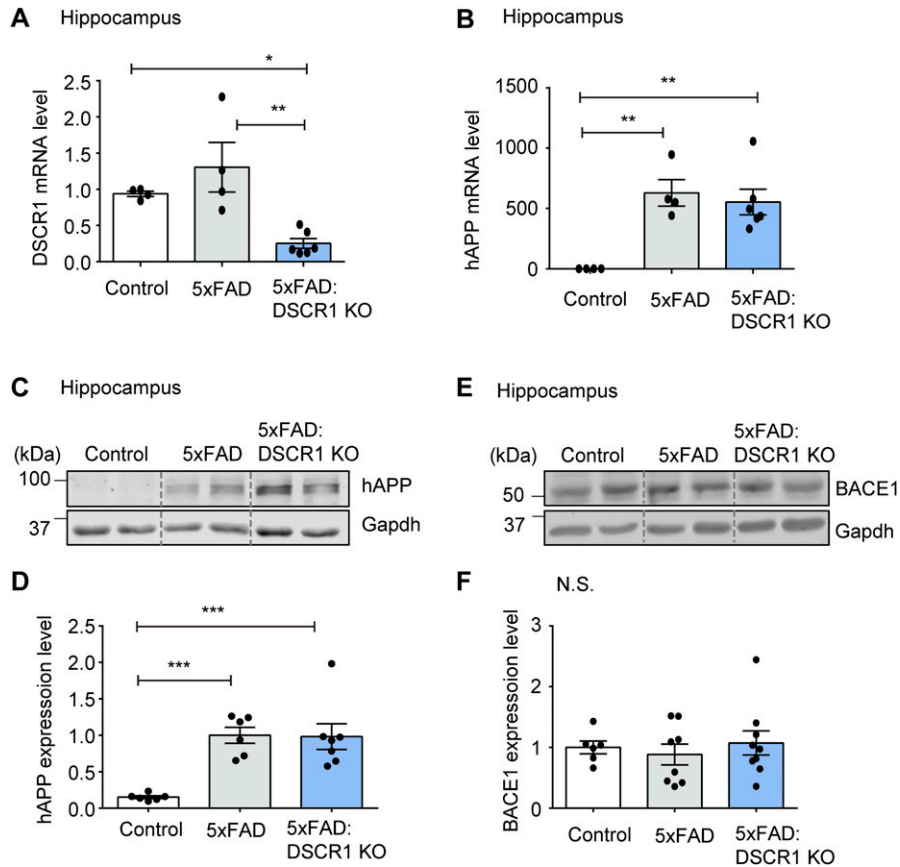 A Hippocampus
DSCR1 mRNA level
2.5
2.0
1.5
1.0
0.5
0.0
*
**
Control
5xFAD
5xFAD:
DSCR1 KO
B Hippocampus
hAPP mRNA level
1500
1000
500
0
**
**
Control
5xFAD
5xFAD:
DSCR1 KO
C Hippocampus
(kDa)
Control
5xFAD
5xFAD:
DSCR1 KO
100
hAPP
37
Gapdh
E Hippocampus
(kDa)
Control
5xFAD
5xFAD:
DSCR1 KO
50
BACE1
37
Gapdh
D
hAPP expressoion level
2.5
2.0
1.5
1.0
0.5
0.0
***
***
Control
5xFAD
5xFAD:
DSCR1 KO
F
N.S.
BACE1 expressoion level
3
2
1
0
Control
5xFAD
5xFAD:
DSCR1 KO